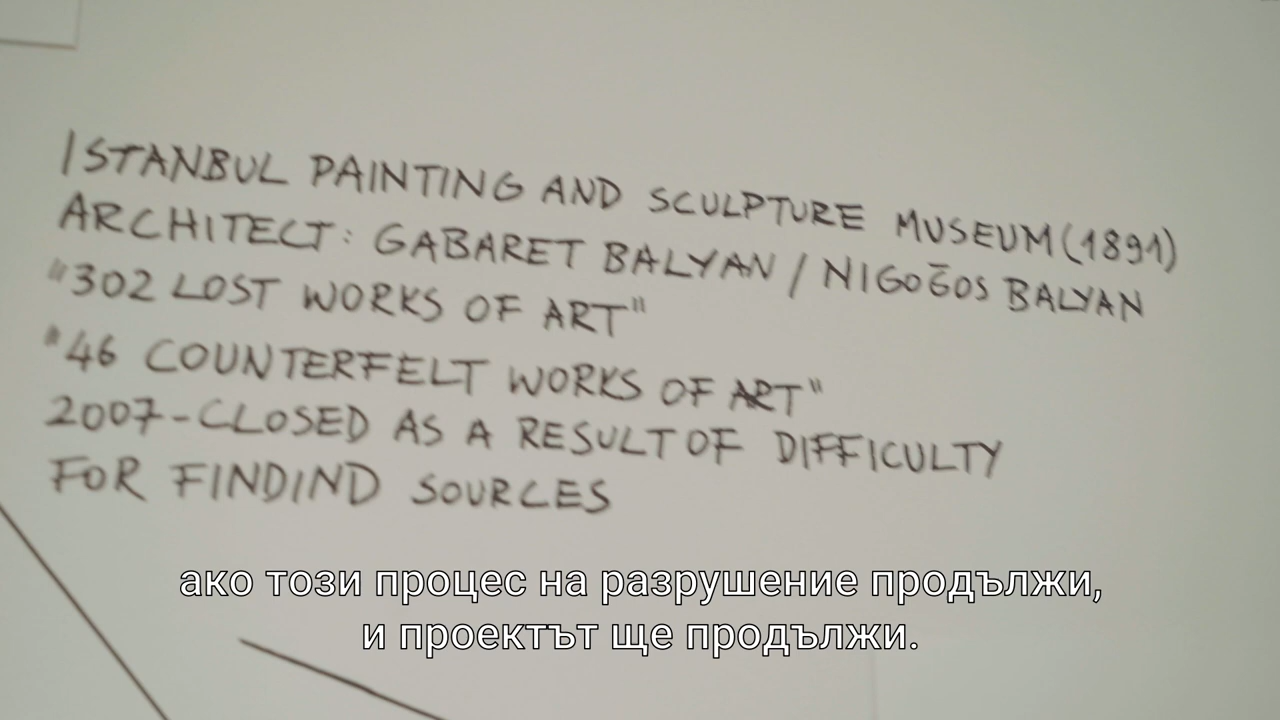 ISTANBUL PAINTING AND SCULPTURE MUSEUM (1891)
ARCHITECT: GABARET BALYAN / NIGOĞOS BALYAN
"302 LOST WORKS OF ART"
"46 COUNTERFELT WORKS OF ART"
2007-CLOSED AS A RESULT OF DIFFICULTY
FOR FINDIND SOURCES
ако този процес на разрушение продължи,
и проектът ще продължи.